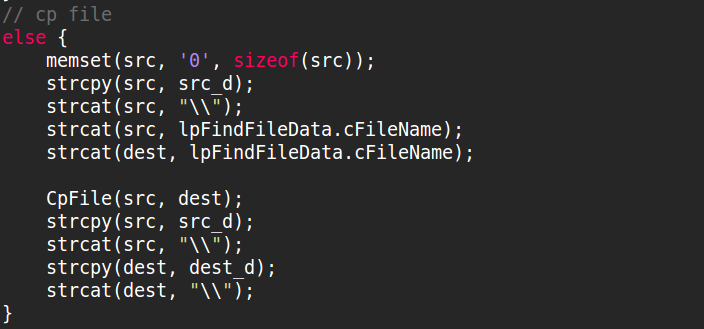 // cp file
else {
    memset(src, '0', sizeof(src));
    strcpy(src, src_d);
    strcat(src, "\\");
    strcat(src, lpFindFileData.cFileName);
    strcat(dest, lpFindFileData.cFileName);

    CpFile(src, dest);
    strcpy(src, src_d);
    strcat(src, "\\");
    strcpy(dest, dest_d);
    strcat(dest, "\\");
}